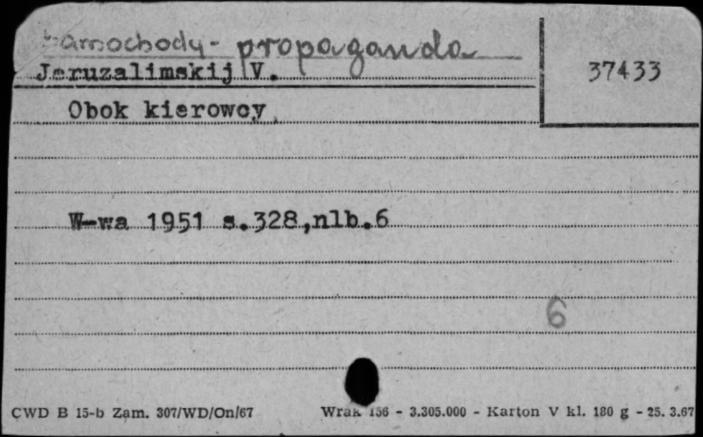 Samochody - propaganda
Jeruzalimskij V.
37433
Obok kierowcy
W-wa 1951 s.328,nlb.6
6
CWD B 15-b Zam. 307/WD/On/67
Wrak 156 - 3.305.000 - Karton V kl. 180 g - 25. 3.67